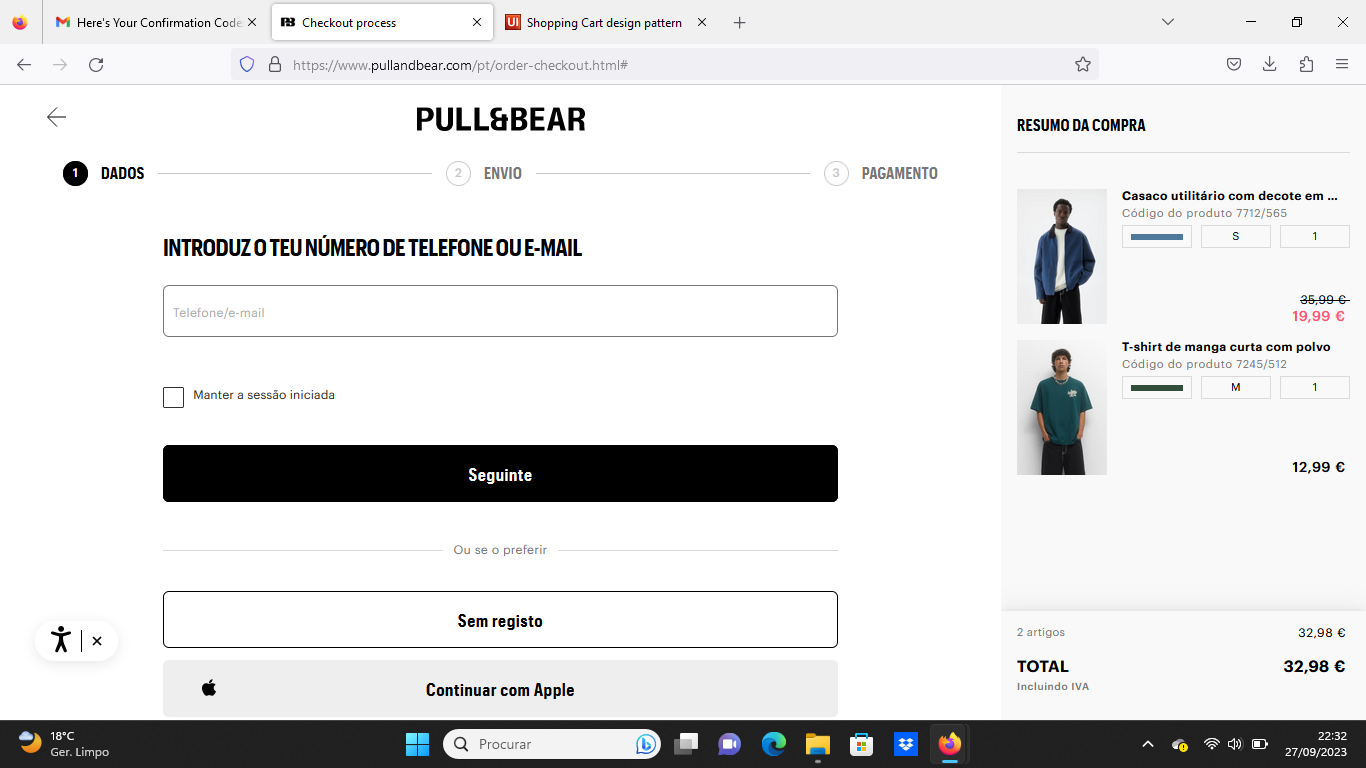 Here's Your Confirmation Code
Checkout process
Shopping Cart design pattern
https://www.pullandbear.com/pt/order-checkout.html#
PULL&BEAR
1 DADOS
2 ENVIO
3 PAGAMENTO
INTRODUZ O TEU NÚMERO DE TELEFONE OU E-MAIL
Telefone/e-mail
Manter a sessão iniciada
Seguinte
Ou se o preferir
Sem registo
Continuar com Apple
RESUMO DA COMPRA
Casaco utilitário com decote em ...
Código do produto 7712/565
S 1
35,99 €
19,99 €
T-shirt de manga curta com polvo
Código do produto 7245/512
M 1
12,99 €
2 artigos 32,98 €
TOTAL 32,98 €
Incluindo IVA
18°C
Ger. Limpo
Procurar
22:32
27/09/2023